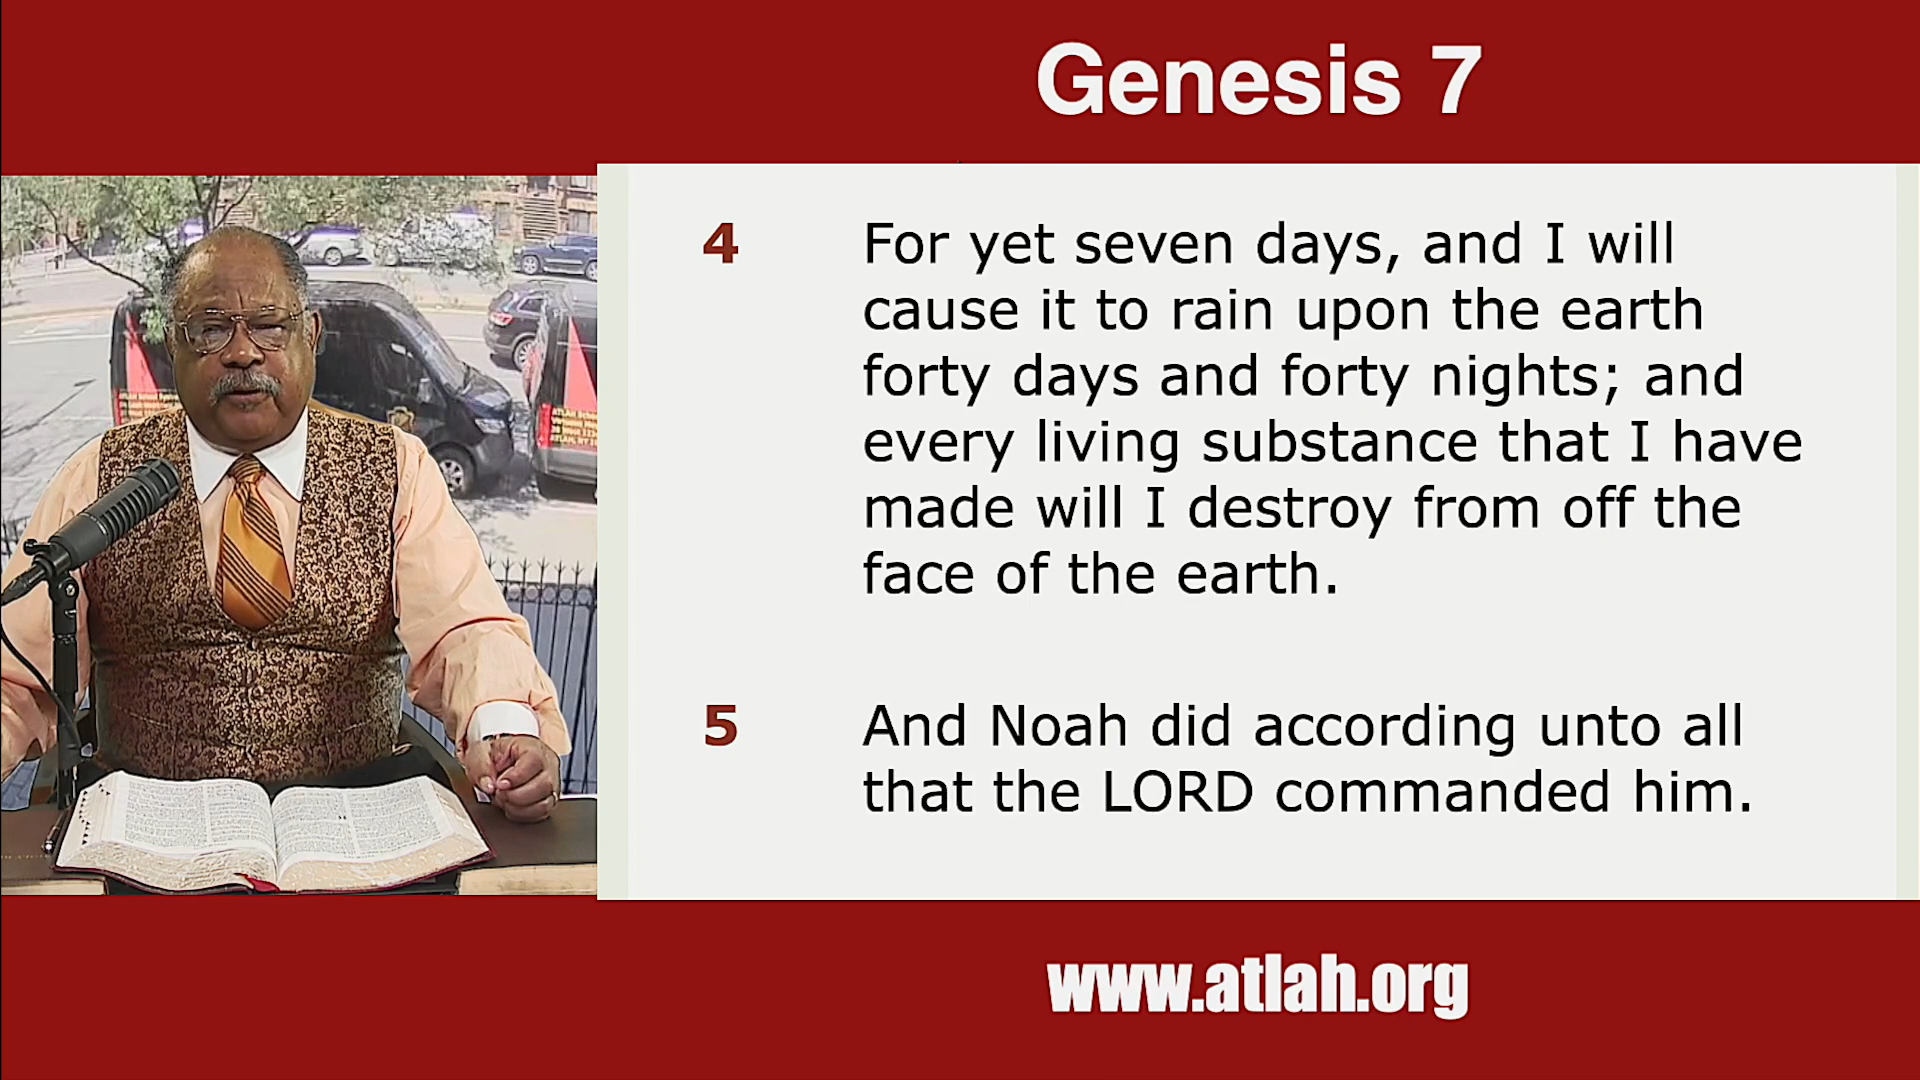 Genesis 7
4 For yet seven days, and I will
cause it to rain upon the earth
forty days and forty nights; and
every living substance that I have
made will I destroy from off the
face of the earth.
5 And Noah did according unto all
that the LORD commanded him.
www.atlah.org